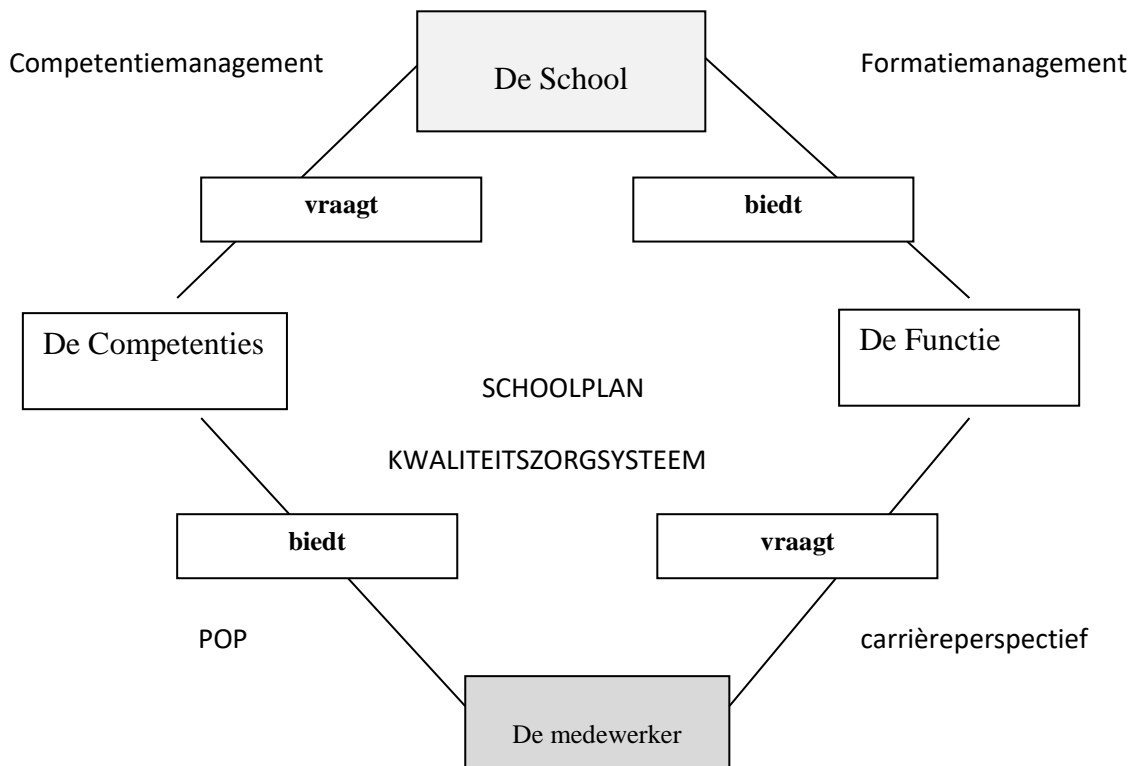 Competentiemanagement
De School
Formatiemanagement
vraagt
biedt
De Competenties
De Functie
SCHOOLPLAN
KWALITEITSZORGSYSTEEM
biedt
vraagt
POP
carrièreperspectief
De medewerker